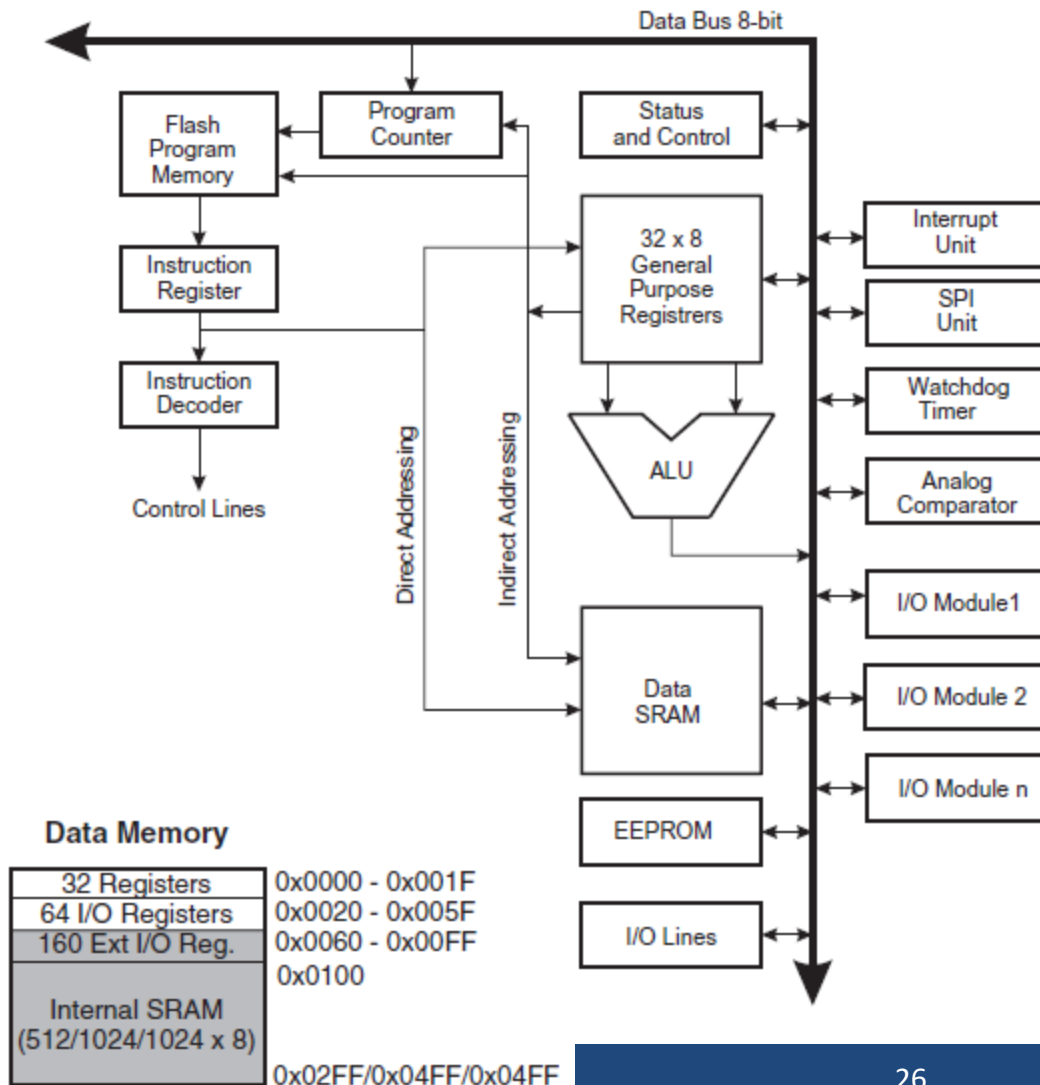 Data Bus 8-bit
Flash
Program
Memory
Program
Counter
Status
and Control
Instruction
Register
32 x 8
General
Purpose
Registrers
Interrupt
Unit
SPI
Unit
Instruction
Decoder
Watchdog
Timer
Control Lines
Direct Addressing
Indirect Addressing
ALU
Analog
Comparator
I/O Module1
Data
SRAM
I/O Module 2
I/O Module n
EEPROM
I/O Lines
Data Memory
32 Registers 0x0000 - 0x001F
64 I/O Registers 0x0020 - 0x005F
160 Ext I/O Reg. 0x0060 - 0x00FF
0x0100
Internal SRAM
(512/1024/1024 x 8)
0x02FF/0x04FF/0x04FF
26